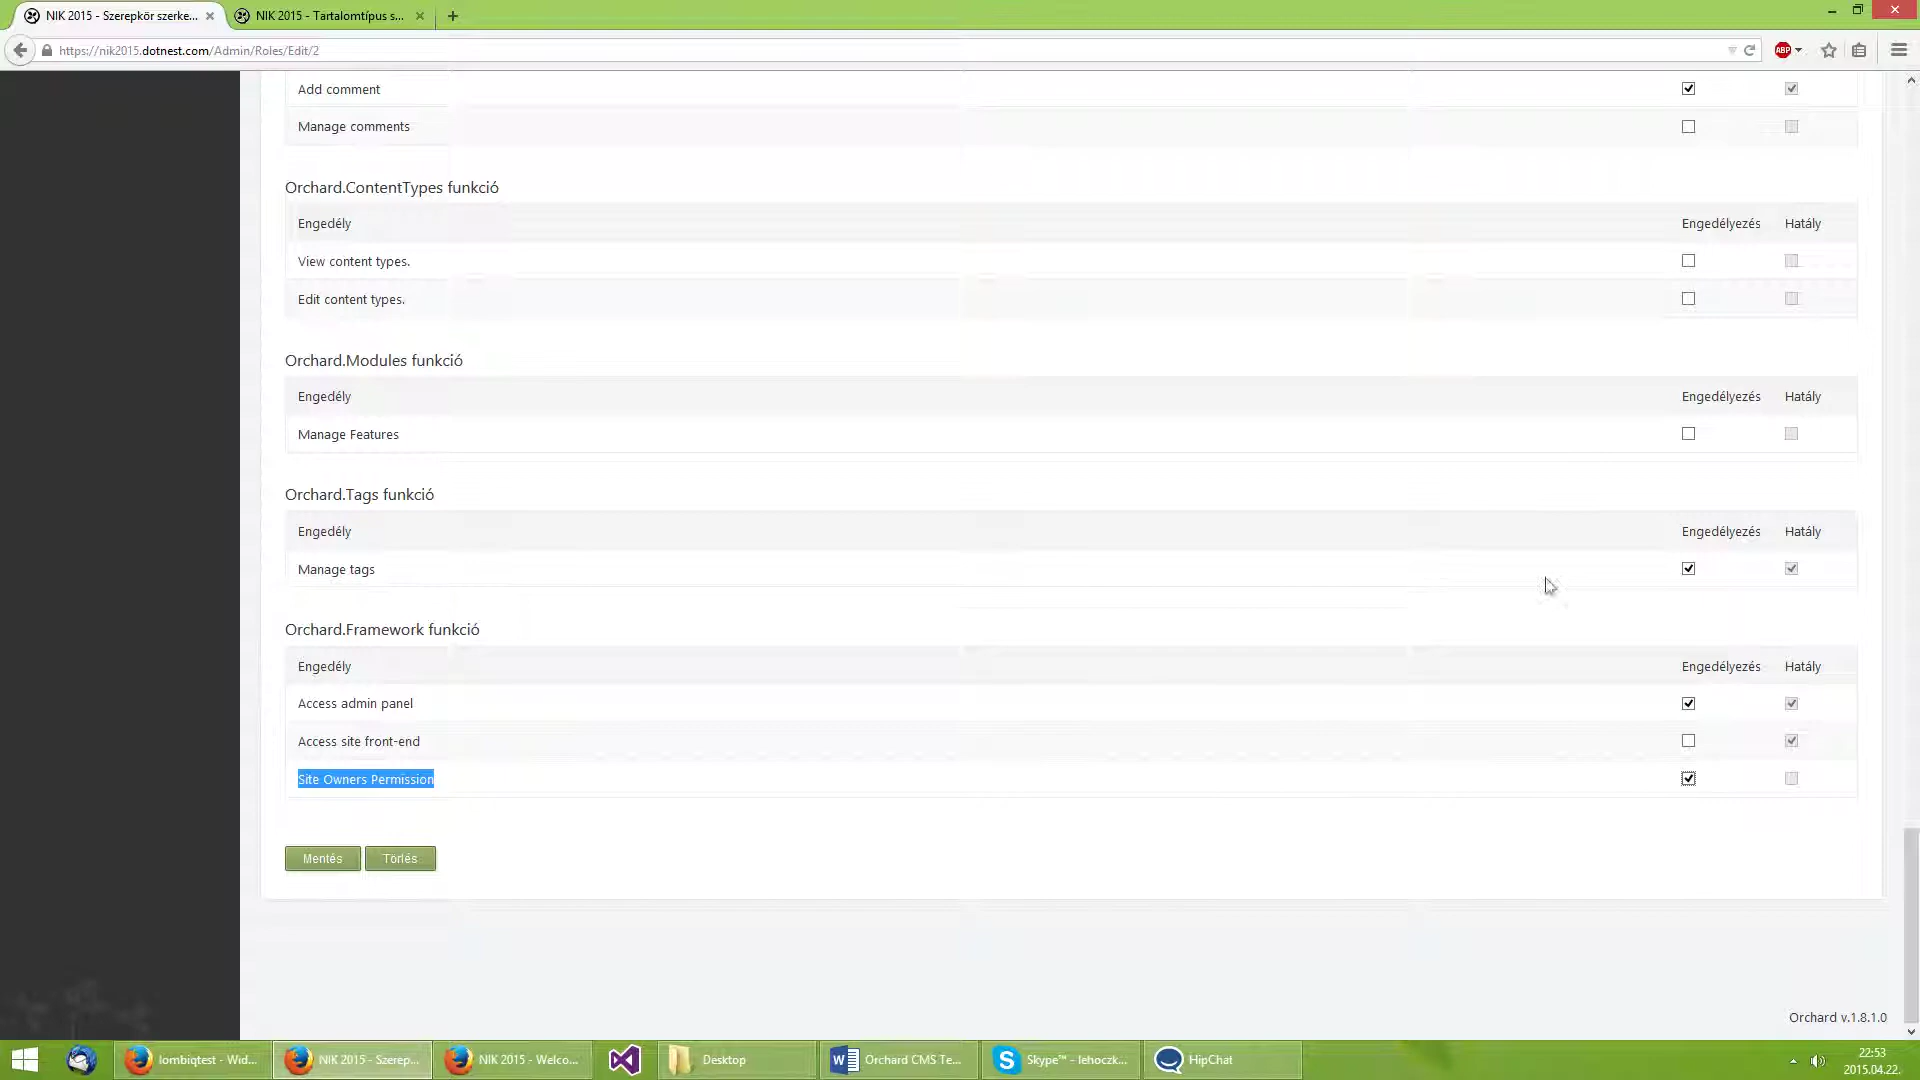 NIK 2015 - Szerepkör szerke...
NIK 2015 - Tartalomtípus s...
https://nik2015.dotnest.com/Admin/Roles/Edit/2
ABP
Add comment
Manage comments
Orchard.ContentTypes funkció
Engedély Engedélyezés Hatály
View content types.
Edit content types.
Orchard.Modules funkció
Engedély Engedélyezés Hatály
Manage Features
Orchard.Tags funkció
Engedély Engedélyezés Hatály
Manage tags
Orchard.Framework funkció
Engedély Engedélyezés Hatály
Access admin panel
Access site front-end
Site Owners Permission
Mentés Törlés
Orchard v.1.8.1.0
lombiqtest - Wid... NIK 2015 - Szerep... NIK 2015 - Welco... Desktop Orchard CMS Te... Skype™ - lehoczk... HipChat
22:53
2015.04.22.